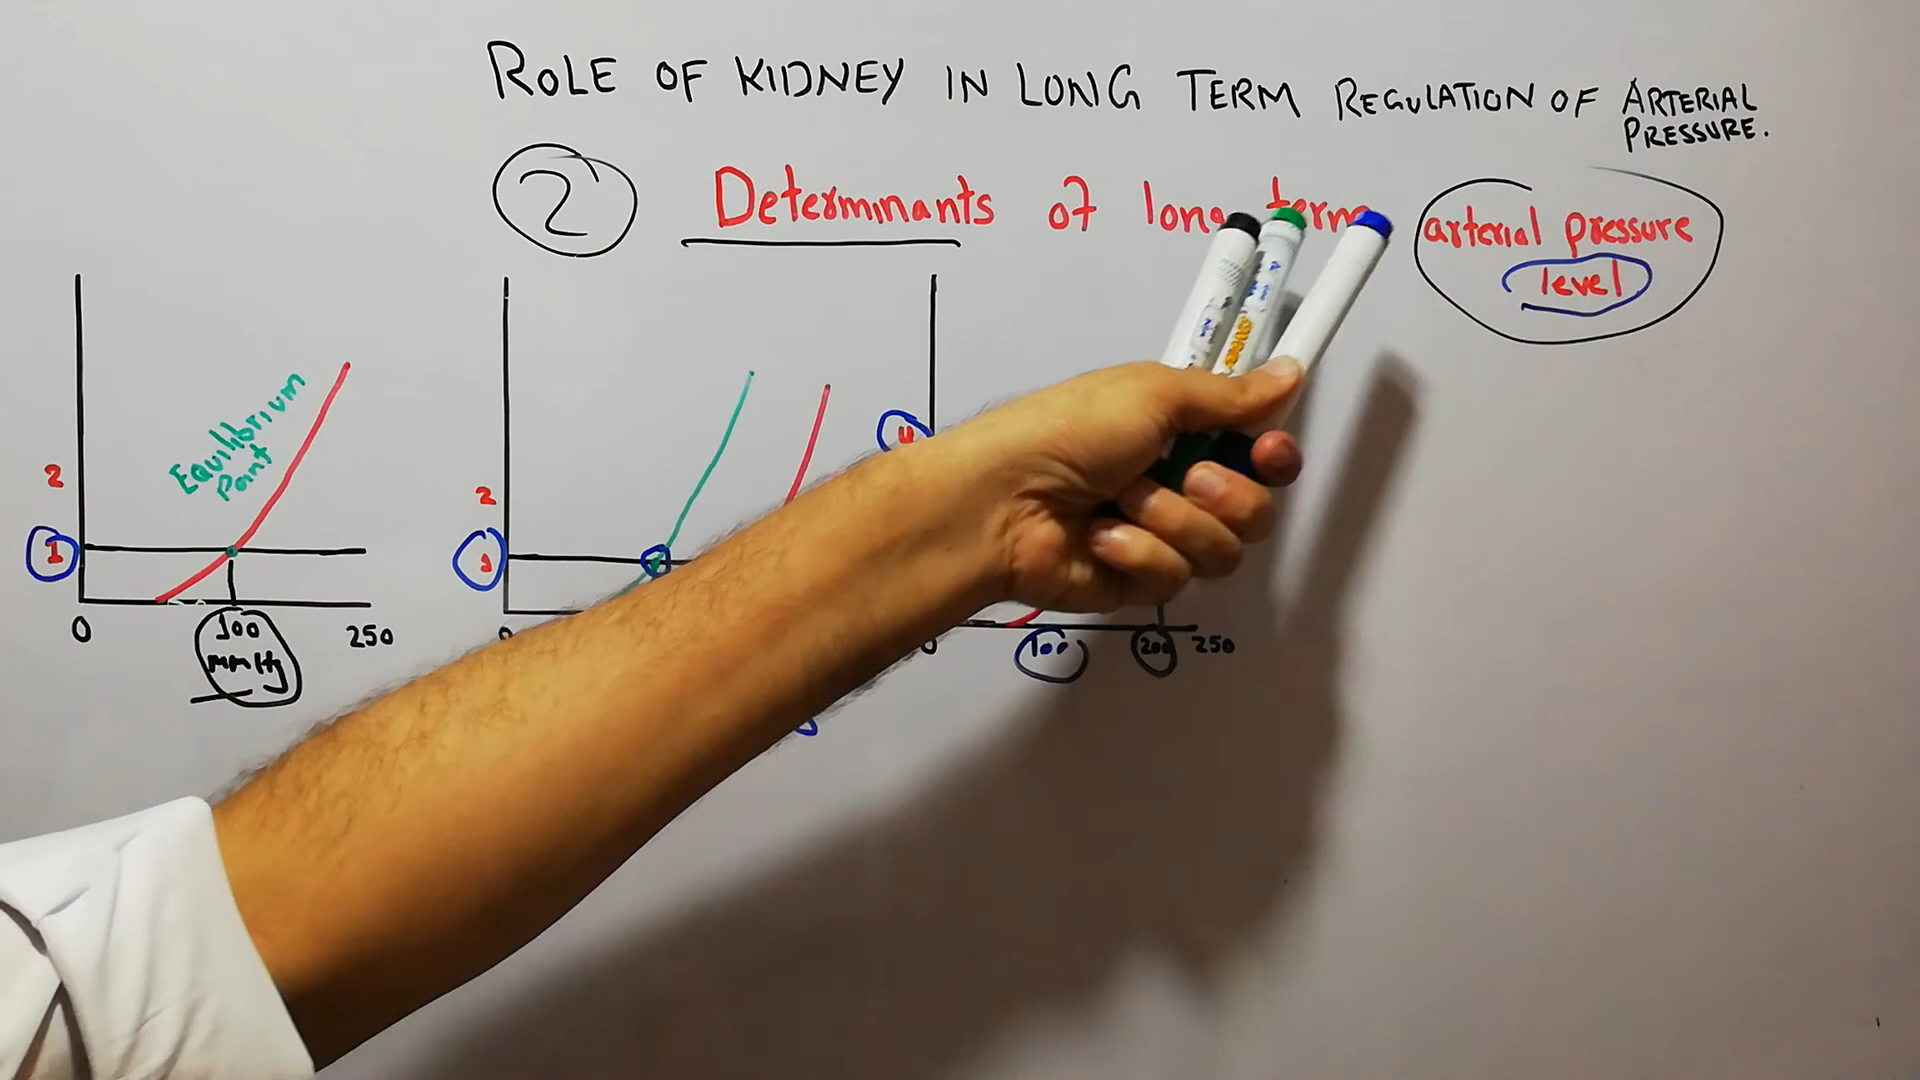 ROLE OF KIDNEY IN LONG TERM REGULATION OF ARTERIAL PRESSURE.
2 Determinants of long term arterial pressure level
Equilibrium Point
2
1
0
100 mmHg
250
2
1
0
4
100
200
250